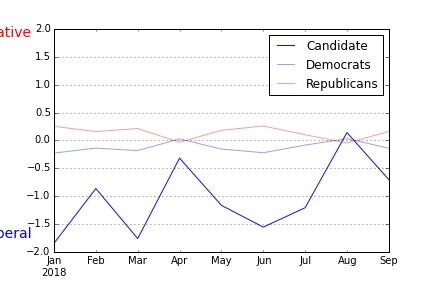 ative
2.0
1.5
1.0
0.5
0.0
−0.5
−1.0
−1.5
−2.0
beral
Candidate
Democrats
Republicans
Jan Feb Mar Apr May Jun Jul Aug Sep
2018